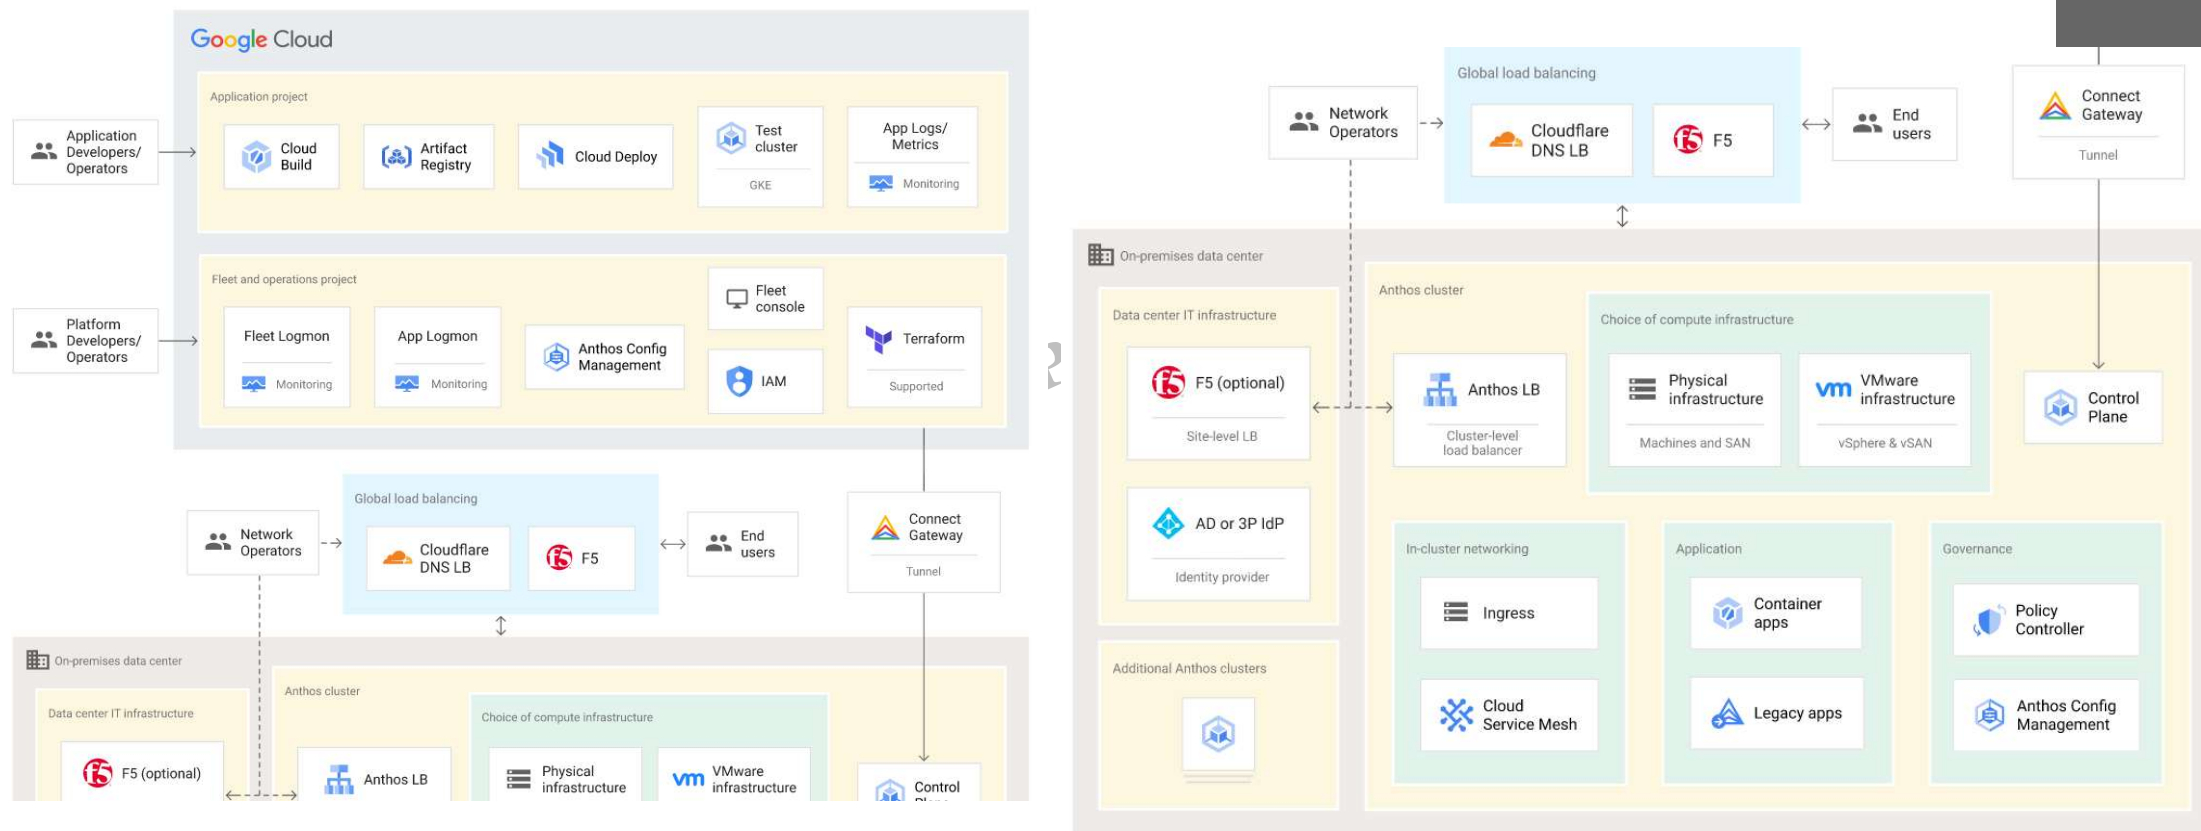 Google Cloud
Application project
Application
Developers/
Operators
Cloud
Build
Artifact
Registry
Cloud Deploy
Test
cluster
GKE
App Logs/
Metrics
Monitoring
Fleet and operations project
Platform
Developers/
Operators
Fleet Logmon
Monitoring
App Logmon
Monitoring
Anthos Config
Management
Fleet
console
IAM
Terraform
Supported
Global load balancing
Network
Operators
Cloudflare
DNS LB
f5 F5
End
users
Connect
Gateway
Tunnel
On-premises data center
Data center IT infrastructure
f5 F5 (optional)
Anthos cluster
Anthos LB
Choice of compute infrastructure
Physical
infrastructure
vm VMware
infrastructure
Control
Global load balancing
Network
Operators
Cloudflare
DNS LB
f5 F5
End
users
Connect
Gateway
Tunnel
On-premises data center
Data center IT infrastructure
f5 F5 (optional)
Site-level LB
AD or 3P IdP
Identity provider
Additional Anthos clusters
Anthos cluster
Anthos LB
Cluster-level
load balancer
Choice of compute infrastructure
Physical
infrastructure
Machines and SAN
vm VMware
infrastructure
vSphere & vSAN
Control
Plane
In-cluster networking
Ingress
Cloud
Service Mesh
Application
Container
apps
Legacy apps
Governance
Policy
Controller
Anthos Config
Management